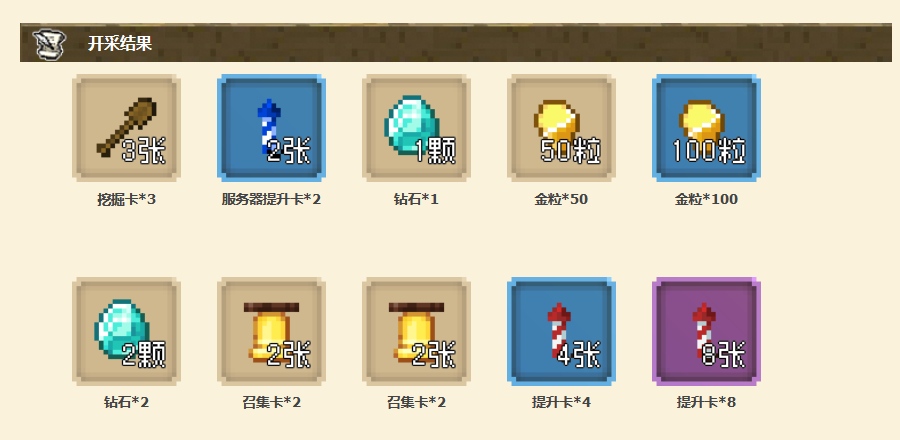 开采结果
3张 2张 1颗 50粒 100粒
挖掘卡*3 服务器提升卡*2 钻石*1 金粒*50 金粒*100
2颗 2张 2张 4张 8张
钻石*2 召集卡*2 召集卡*2 提升卡*4 提升卡*8